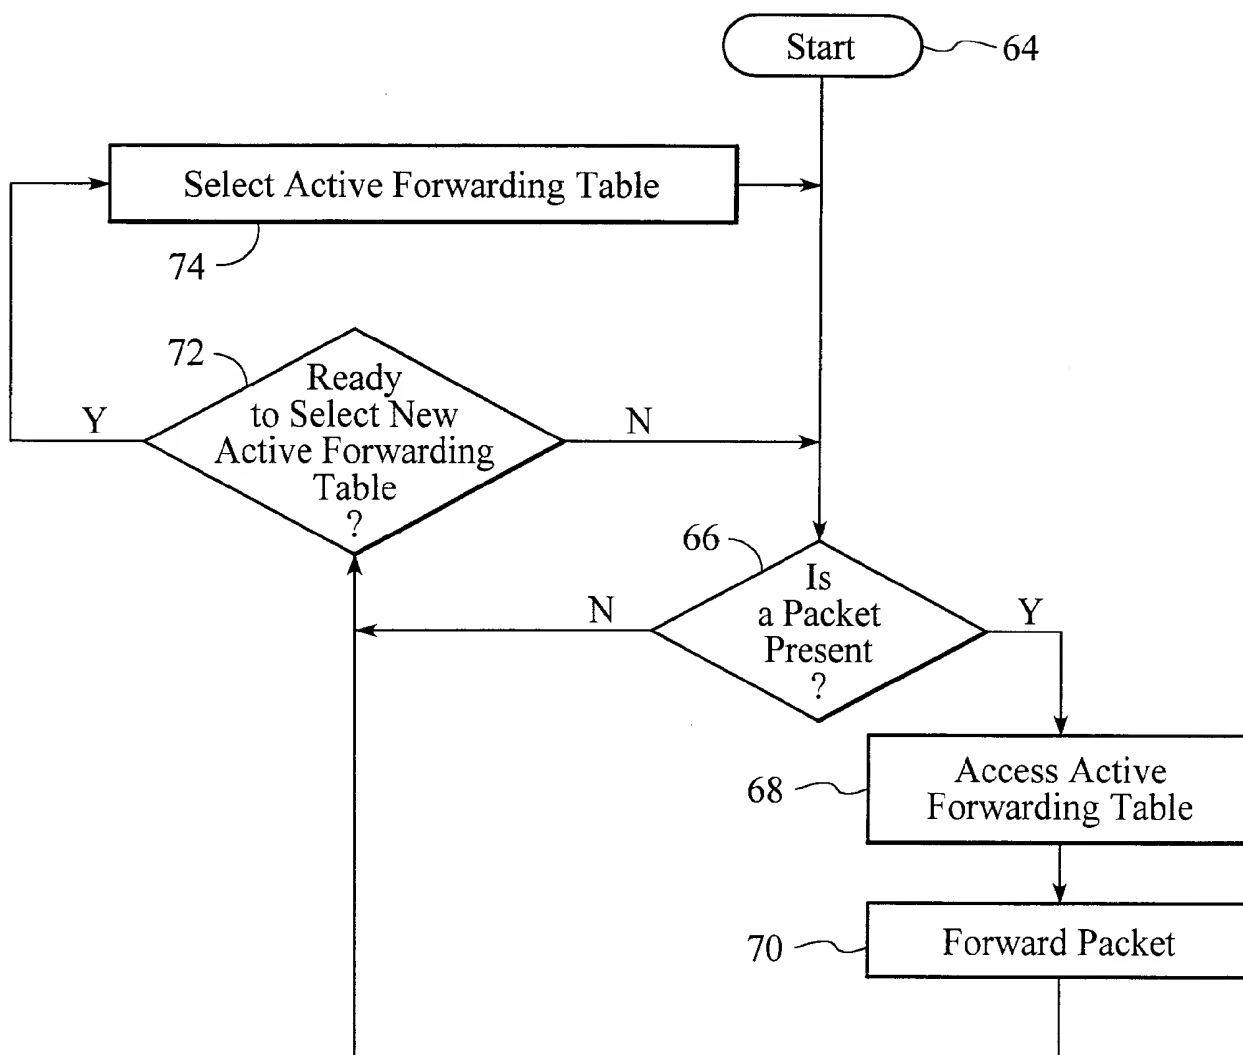 Start
64
Select Active Forwarding Table
74
72
Ready
to Select New
Active Forwarding
Table
?
Y
N
66
Is
a Packet
Present
?
N
Y
68
Access Active
Forwarding Table
70
Forward Packet